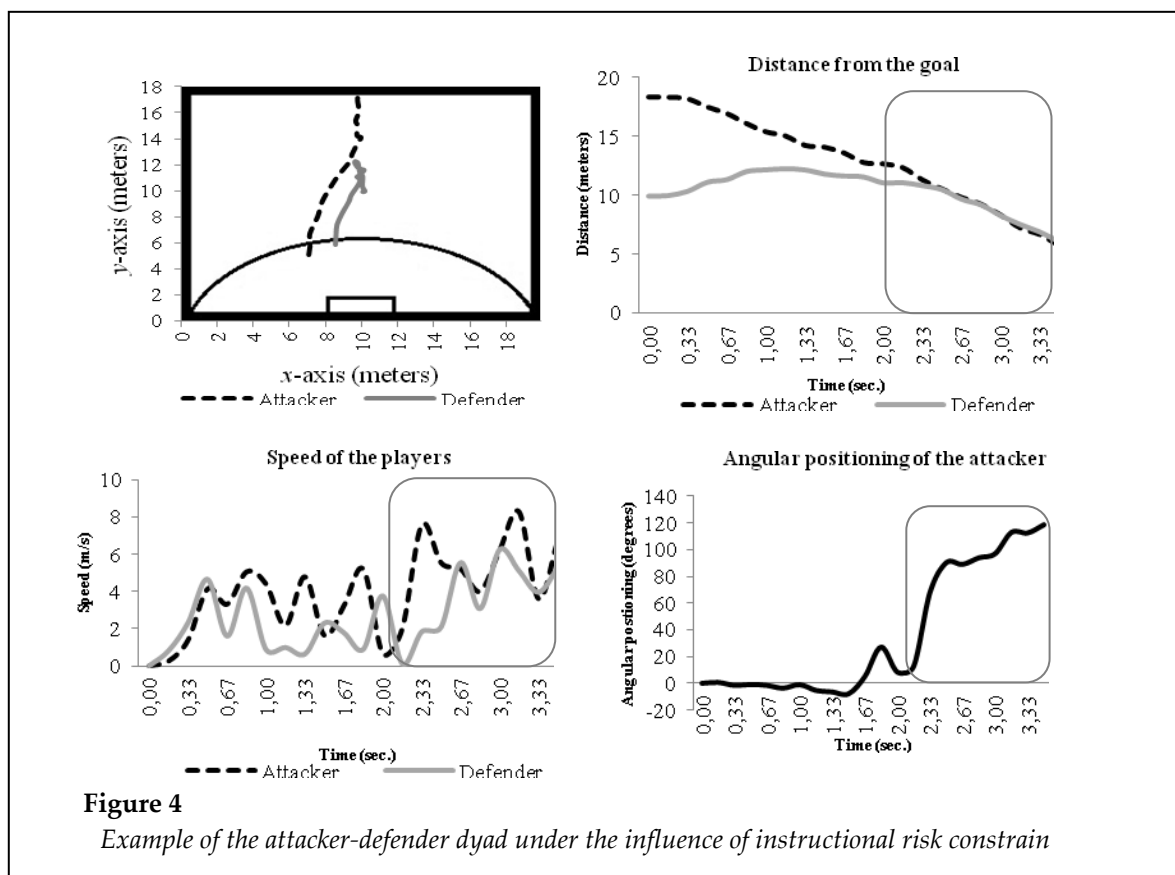 18
16
14
12
10
8
6
4
2
0
y-axis (meters)
0 2 4 6 8 10 12 14 16 18
x-axis (meters)
Attacker Defender
Distance from the goal
20
15
10
5
0
Distance (meters)
0,00 0,33 0,67 1,00 1,33 1,67 2,00 2,33 2,67 3,00 3,33
Time (sec.)
Attacker Defender
Speed of the players
10
8
6
4
2
0
Speed (m/s)
0,00 0,33 0,67 1,00 1,33 1,67 2,00 2,33 2,67 3,00 3,33
Time (sec.)
Attacker Defender
Angular positioning of the attacker
140
120
100
80
60
40
20
0
-20
Angular postioning (degrees)
0,00 0,33 0,67 1,00 1,33 1,67 2,00 2,33 2,67 3,00 3,33
Time (sec.)
Figure 4
Example of the attacker-defender dyad under the influence of instructional risk constrain